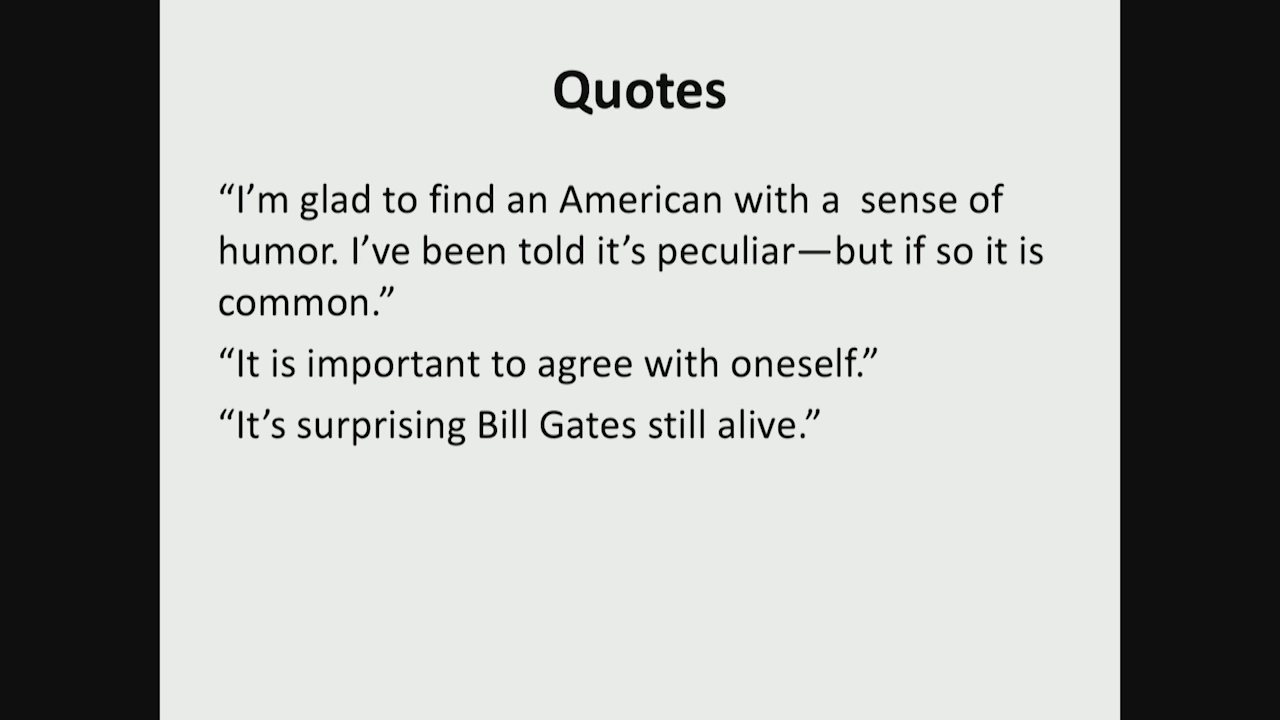 Quotes
“I’m glad to find an American with a  sense of
humor. I’ve been told it’s peculiar—but if so it is
common.”
“It is important to agree with oneself.”
“It’s surprising Bill Gates still alive.”